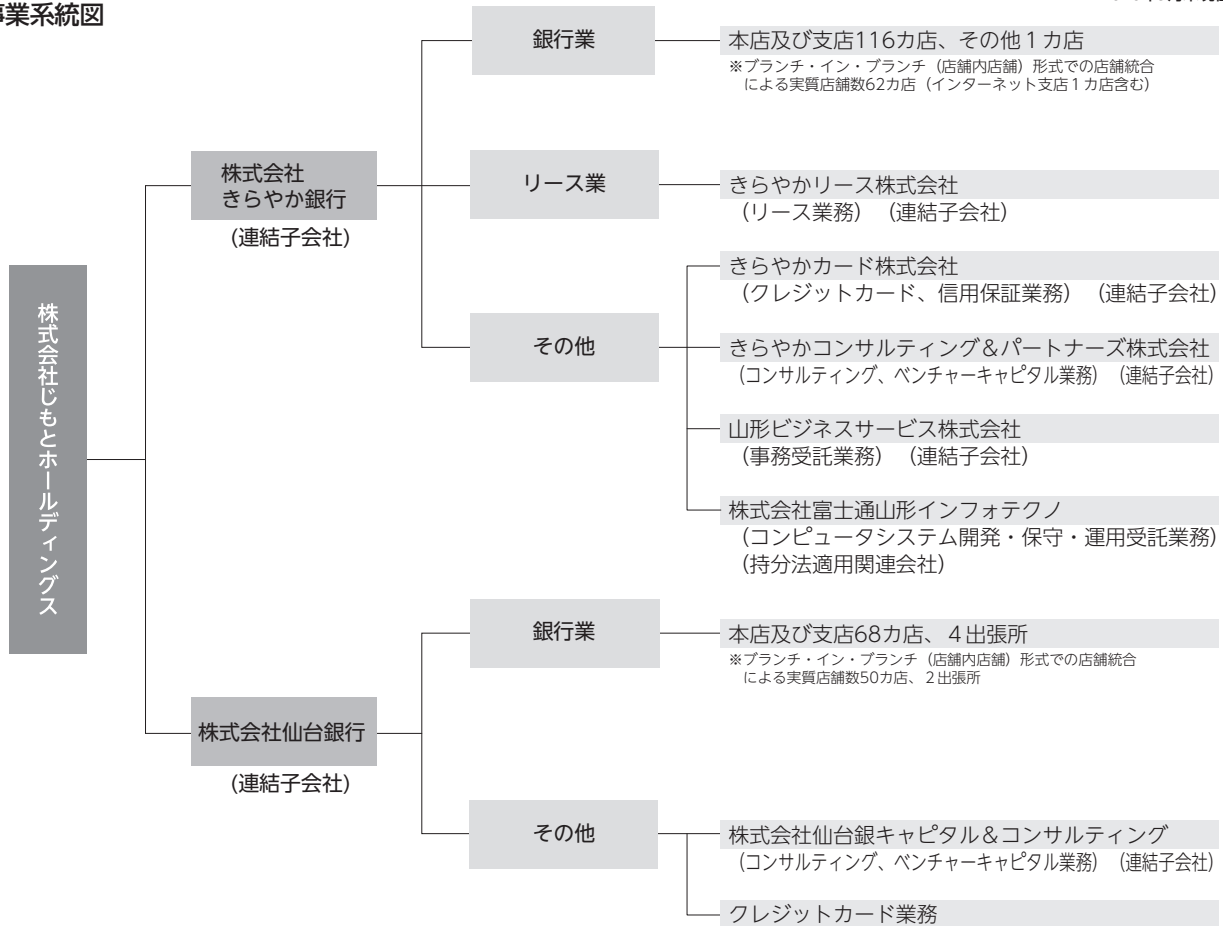 事業系統図
株式会社じもとホールディングス
株式会社
きらやか銀行
(連結子会社)
銀行業
本店及び支店116カ店、その他1カ店
※ブランチ・イン・ブランチ(店舗内店舗)形式での店舗統合
による実質店舗数62カ店(インターネット支店1カ店含む)
リース業
きらやかリース株式会社
(リース業務)(連結子会社)
その他
きらやかカード株式会社
(クレジットカード、信用保証業務)(連結子会社)
きらやかコンサルティング&パートナーズ株式会社
(コンサルティング、ベンチャーキャピタル業務)(連結子会社)
山形ビジネスサービス株式会社
(事務受託業務)(連結子会社)
株式会社富士通山形インフォテクノ
(コンピュータシステム開発・保守・運用受託業務)
(持分法適用関連会社)
株式会社仙台銀行
(連結子会社)
銀行業
本店及び支店68カ店、4出張所
※ブランチ・イン・ブランチ(店舗内店舗)形式での店舗統合
による実質店舗数50カ店、2出張所
その他
株式会社仙台銀キャピタル&コンサルティング
(コンサルティング、ベンチャーキャピタル業務)(連結子会社)
クレジットカード業務